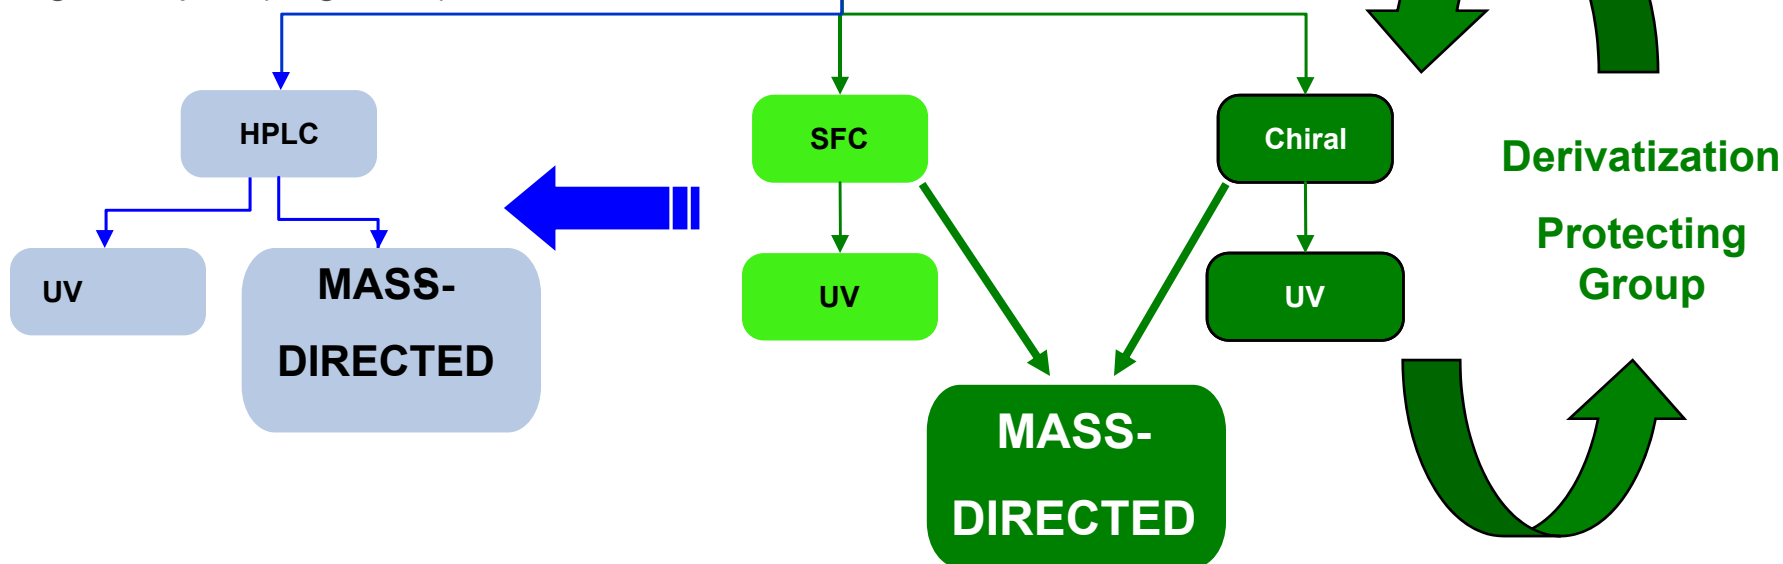 HPLC
SFC
Chiral
Derivatization
Protecting
Group
UV
MASS-
DIRECTED
UV
UV
MASS-
DIRECTED